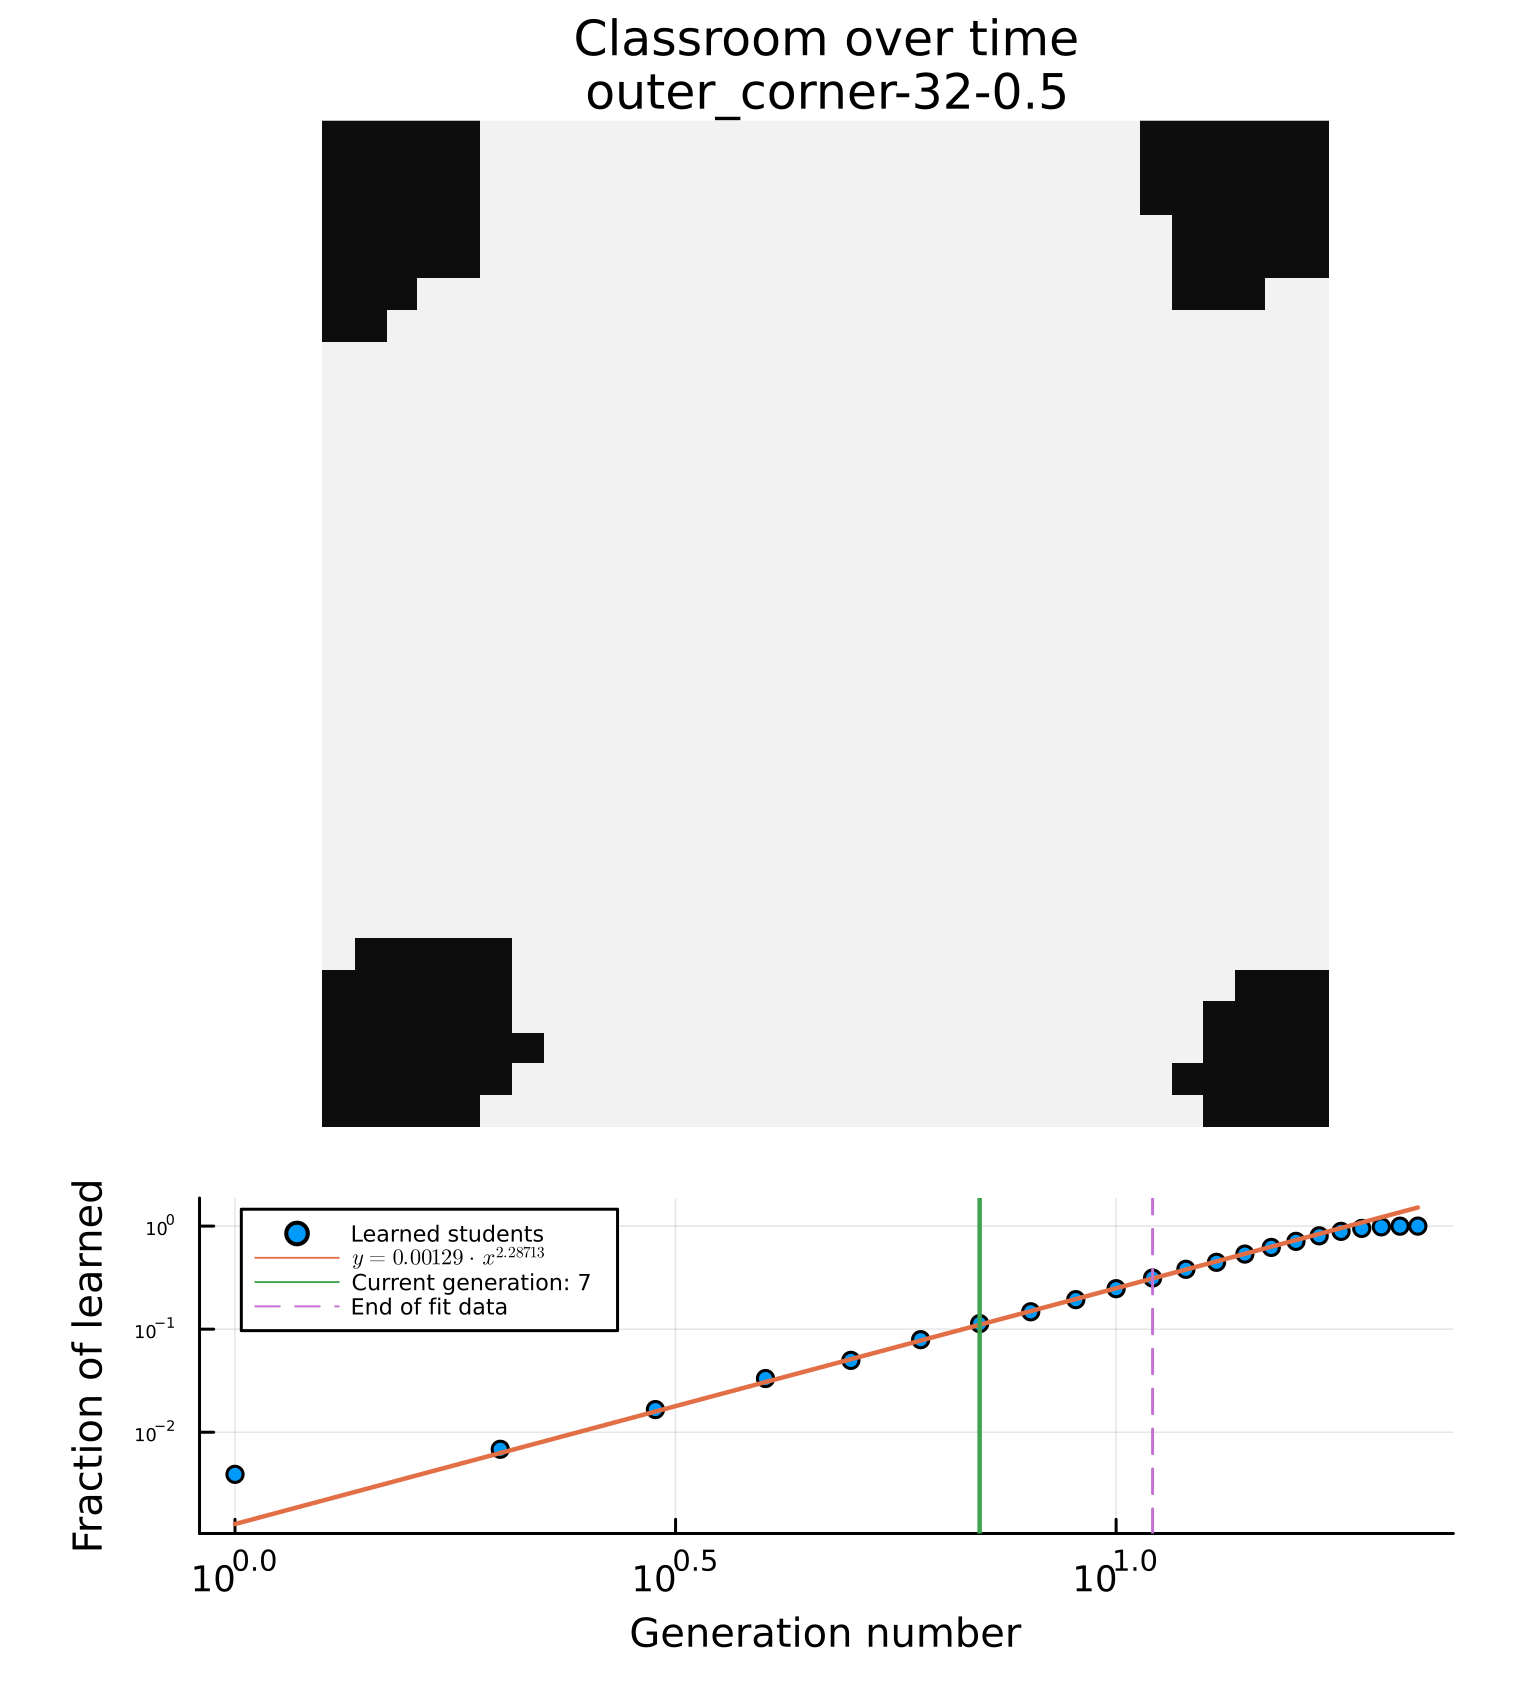 Classroom over time
outer_corner-32-0.5
Fraction of learned
10⁰
10⁻¹
10⁻²
Learned students
y = 0.00129 · x^2.28713
Current generation: 7
End of fit data
10^0.0
10^0.5
10^1.0
Generation number